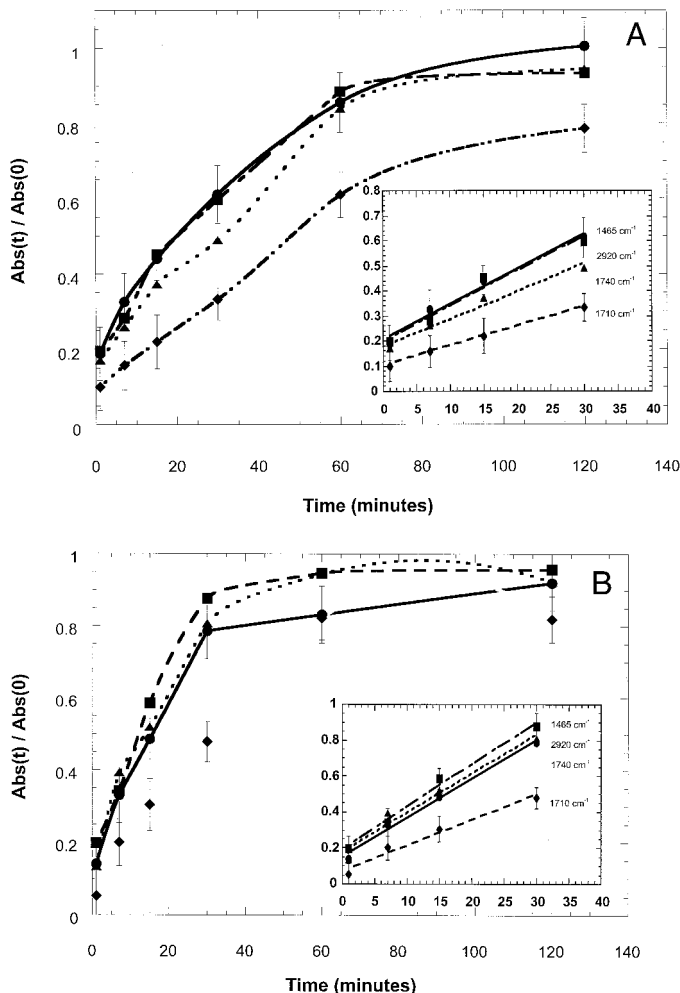 A
1
0.8
0.6
0.4
0.2
0
Abs(t) / Abs(0)
0 20 40 60 80 100 120 140
Time (minutes)
0.8
0.7
0.6
0.5
0.4
0.3
0.2
0.1
0
0 5 10 15 20 25 30 35 40
1465 cm⁻¹
2920 cm⁻¹
1740 cm⁻¹
1710 cm⁻¹
B
1
0.8
0.6
0.4
0.2
0
Abs(t) / Abs(0)
0 20 40 60 80 100 120 140
Time (minutes)
1
0.8
0.6
0.4
0.2
0
0 5 10 15 20 25 30 35 40
1465 cm⁻¹
2920 cm⁻¹
1740 cm⁻¹
1710 cm⁻¹